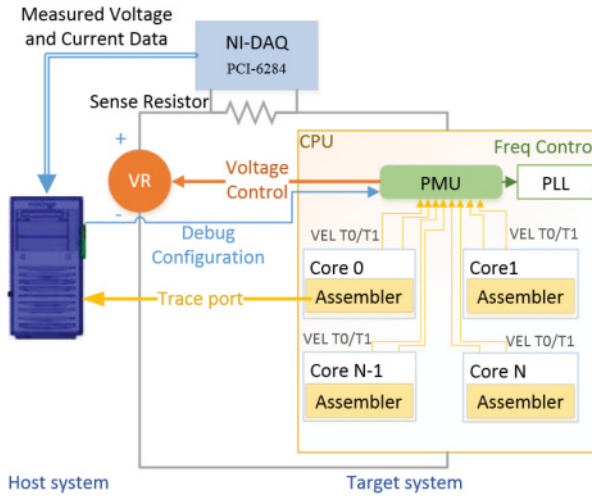 Measured Voltage
and Current Data
NI-DAQ
PCI-6284
Sense Resistor
+
VR
-
CPU
Freq Control
Voltage
Control
PMU
PLL
Debug
Configuration
VEL T0/T1
VEL T0/T1
Core 0
Core1
Trace port
Assembler
Assembler
VEL T0/T1
VEL T0/T1
Core N-1
Core N
Assembler
Assembler
Host system
Target system